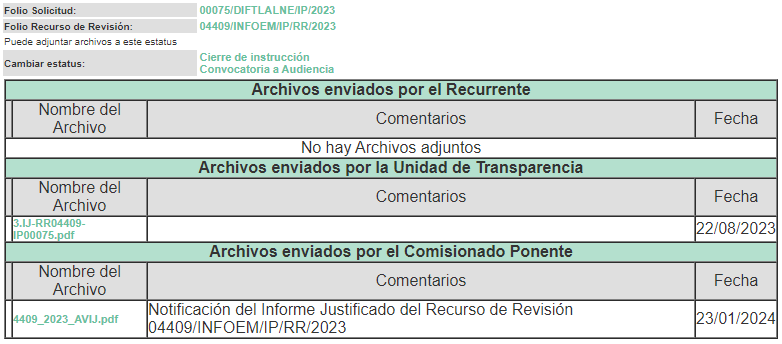 Folio Solicitud: 00075/DIFTLALNE/IP/2023
Folio Recurso de Revisión: 04409/INFOEM/IP/RR/2023
Puede adjuntar archivos a este estatus
Cambiar estatus: Cierre de instrucción
Convocatoria a Audiencia
Archivos enviados por el Recurrente
Nombre del
Archivo
Comentarios
Fecha
No hay Archivos adjuntos
Archivos enviados por la Unidad de Transparencia
Nombre del
Archivo
Comentarios
Fecha
3.IJ-RR04409-
IP00075.pdf
22/08/2023
Archivos enviados por el Comisionado Ponente
Nombre del
Archivo
Comentarios
Fecha
4409_2023_AVIJ.pdf
Notificación del Informe Justificado del Recurso de Revisión
04409/INFOEM/IP/RR/2023
23/01/2024